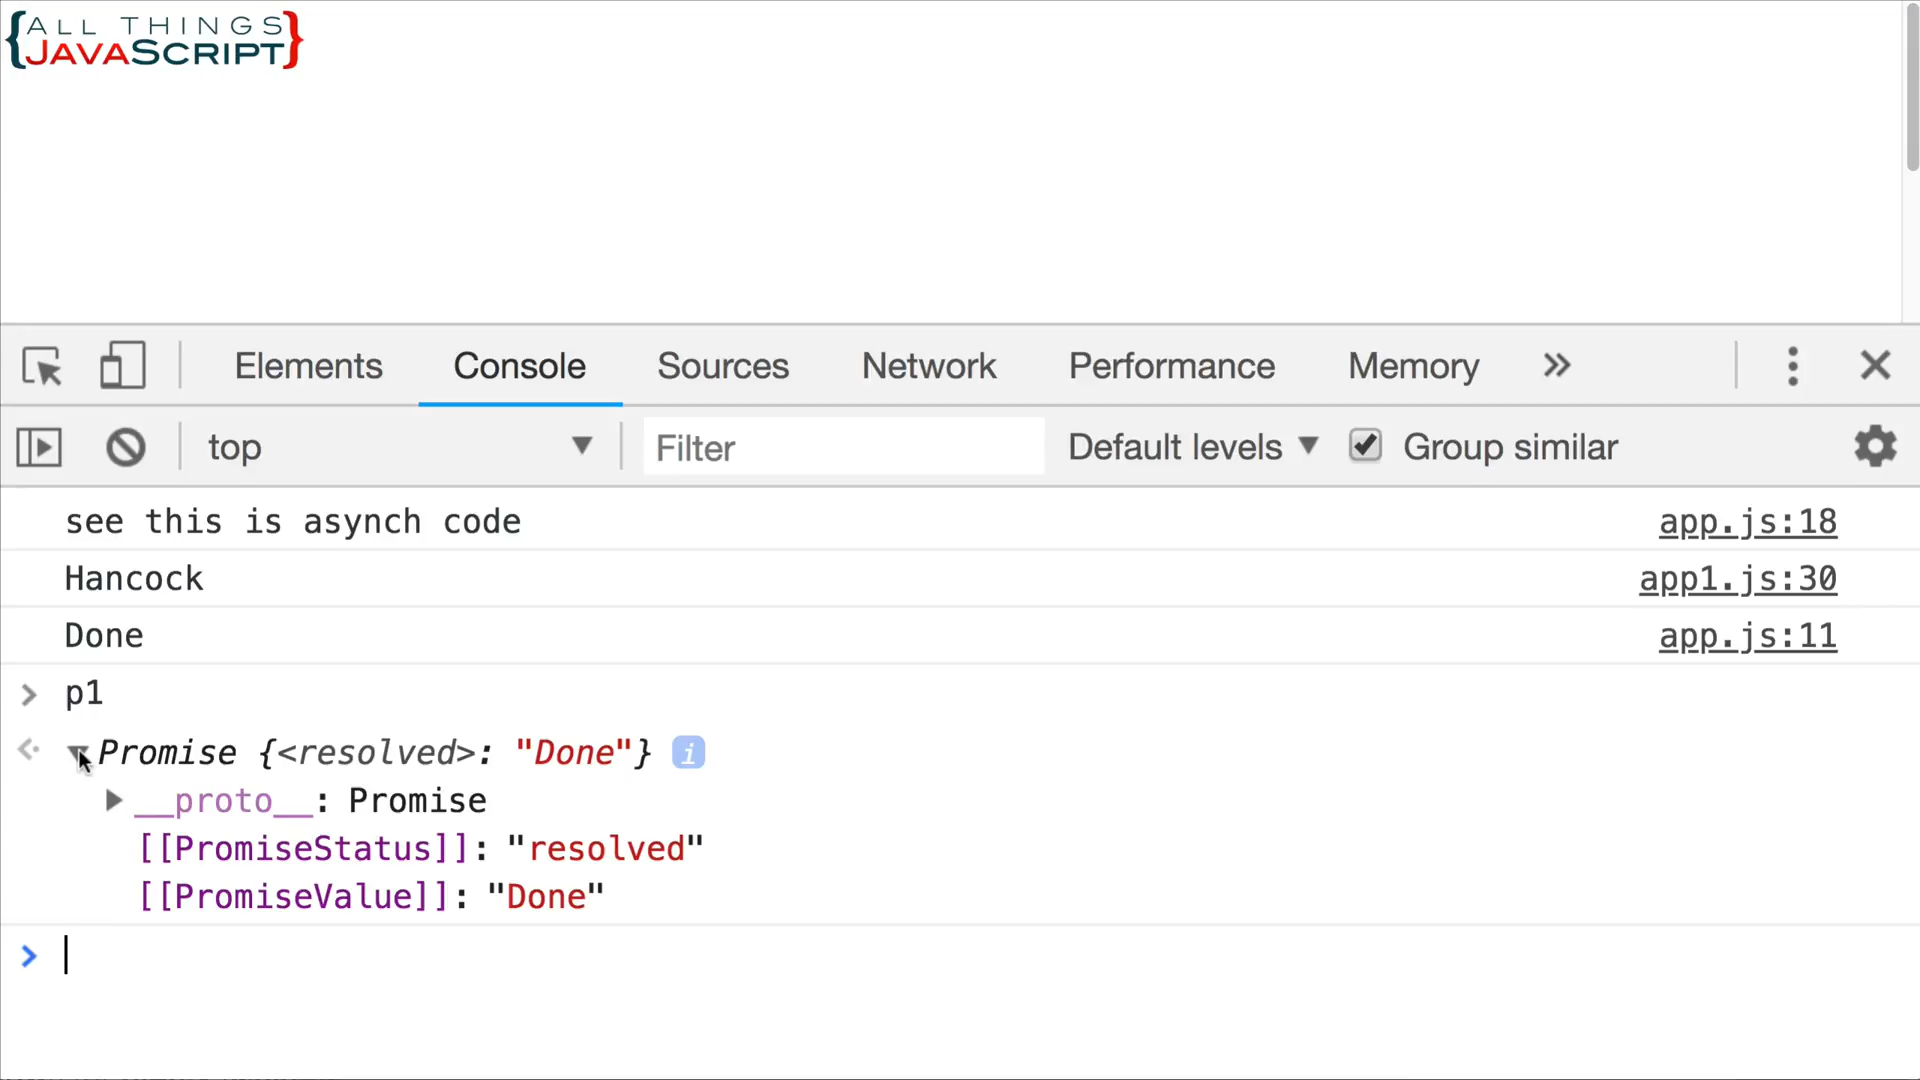 {ALL THINGS
JAVASCRIPT}
Elements Console Sources Network Performance Memory »
top ▼ Filter Default levels ▼ Group similar
see this is asynch code app.js:18
Hancock app1.js:30
Done app.js:11
> p1
Promise {<resolved>: "Done"} i
__proto__: Promise
[[PromiseStatus]]: "resolved"
[[PromiseValue]]: "Done"
>